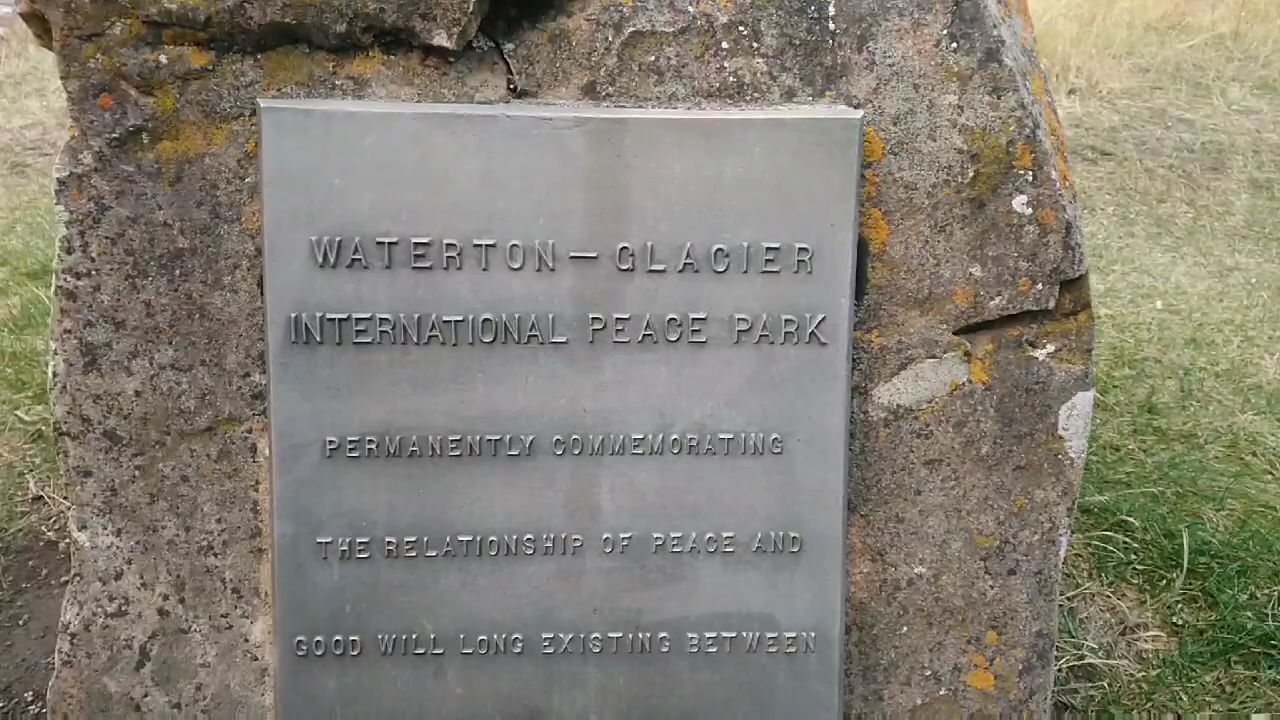 WATERTON — GLACIER
INTERNATIONAL PEACE PARK
PERMANENTLY COMMEMORATING
THE RELATIONSHIP OF PEACE AND
GOOD WILL LONG EXISTING BETWEEN